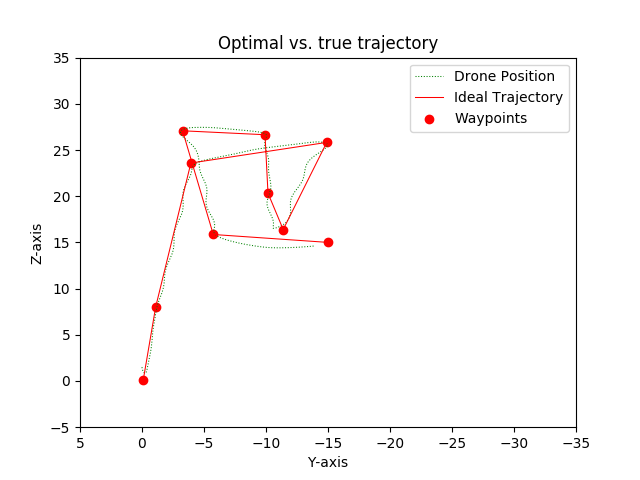 Optimal vs. true trajectory
Drone Position
Ideal Trajectory
Waypoints
35
30
25
20
15
10
5
0
−5
Z-axis
5 0 −5 −10 −15 −20 −25 −30 −35
Y-axis